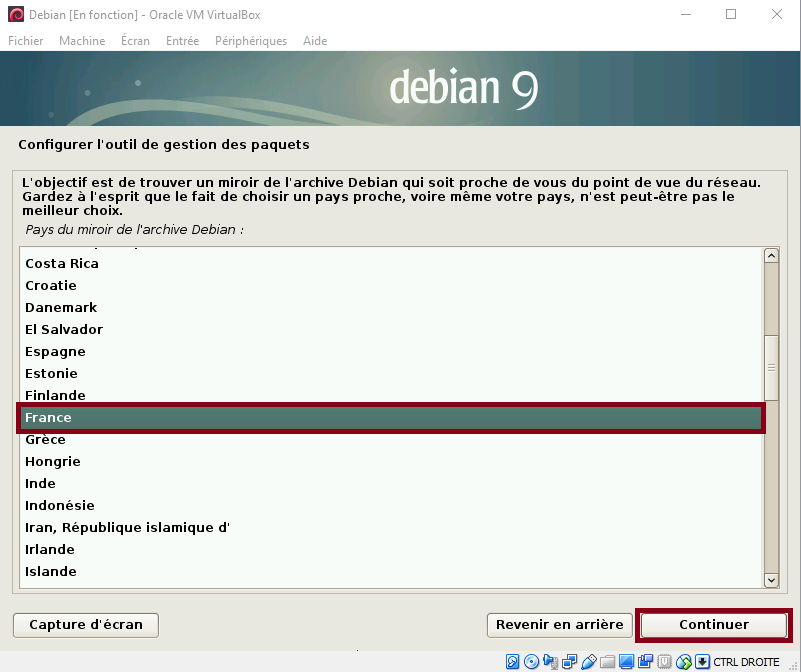 Debian [En fonction] - Oracle VM VirtualBox
Fichier Machine Écran Entrée Périphériques Aide
debian 9
Configurer l'outil de gestion des paquets
L'objectif est de trouver un miroir de l'archive Debian qui soit proche de vous du point de vue du réseau.
Gardez à l'esprit que le fait de choisir un pays proche, voire même votre pays, n'est peut-être pas le
meilleur choix.
Pays du miroir de l'archive Debian :
Costa Rica
Croatie
Danemark
El Salvador
Espagne
Estonie
Finlande
France
Grèce
Hongrie
Inde
Indonésie
Iran, République islamique d'
Irlande
Islande
Capture d'écran Revenir en arrière Continuer
CTRL DROITE